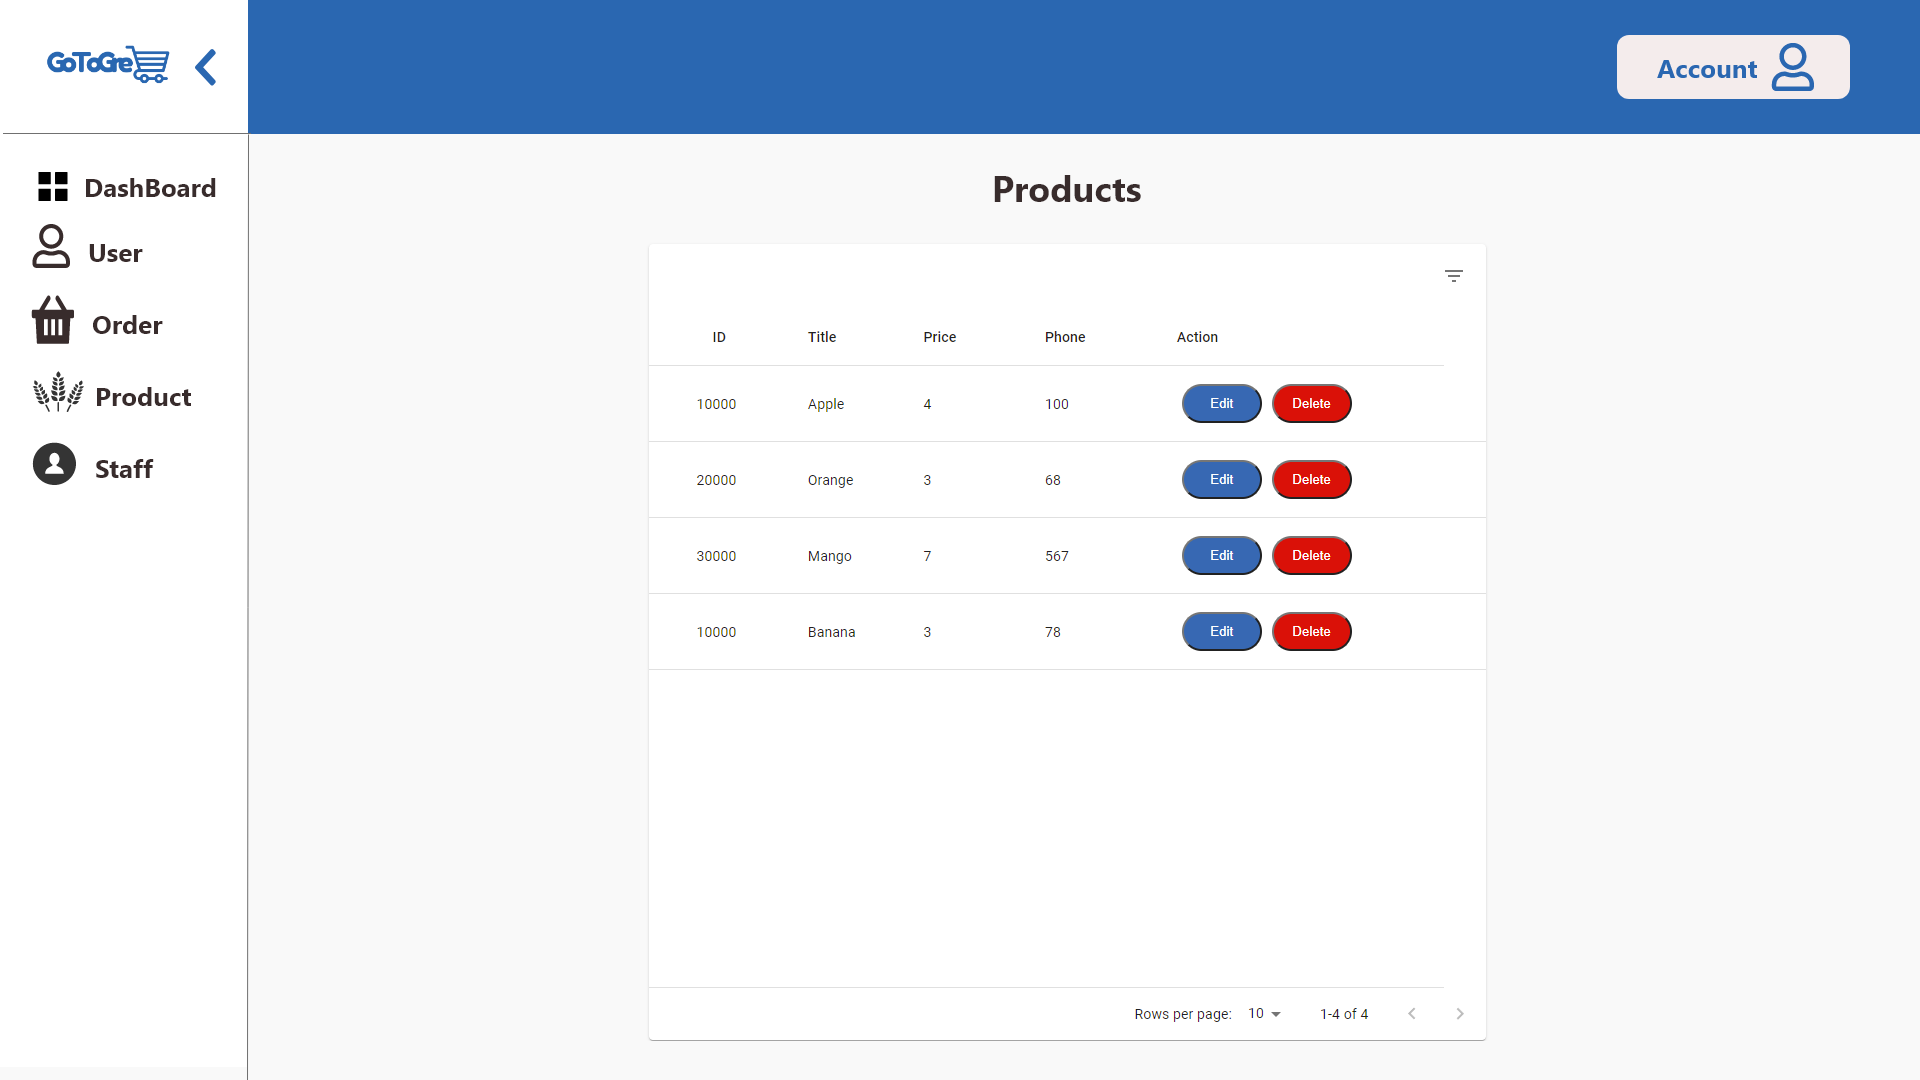 GoToGre
Account
DashBoard
User
Order
Product
Staff
Products
ID Title Price Phone Action
10000 Apple 4 100 Edit Delete
20000 Orange 3 68 Edit Delete
30000 Mango 7 567 Edit Delete
10000 Banana 3 78 Edit Delete
Rows per page: 10 1-4 of 4